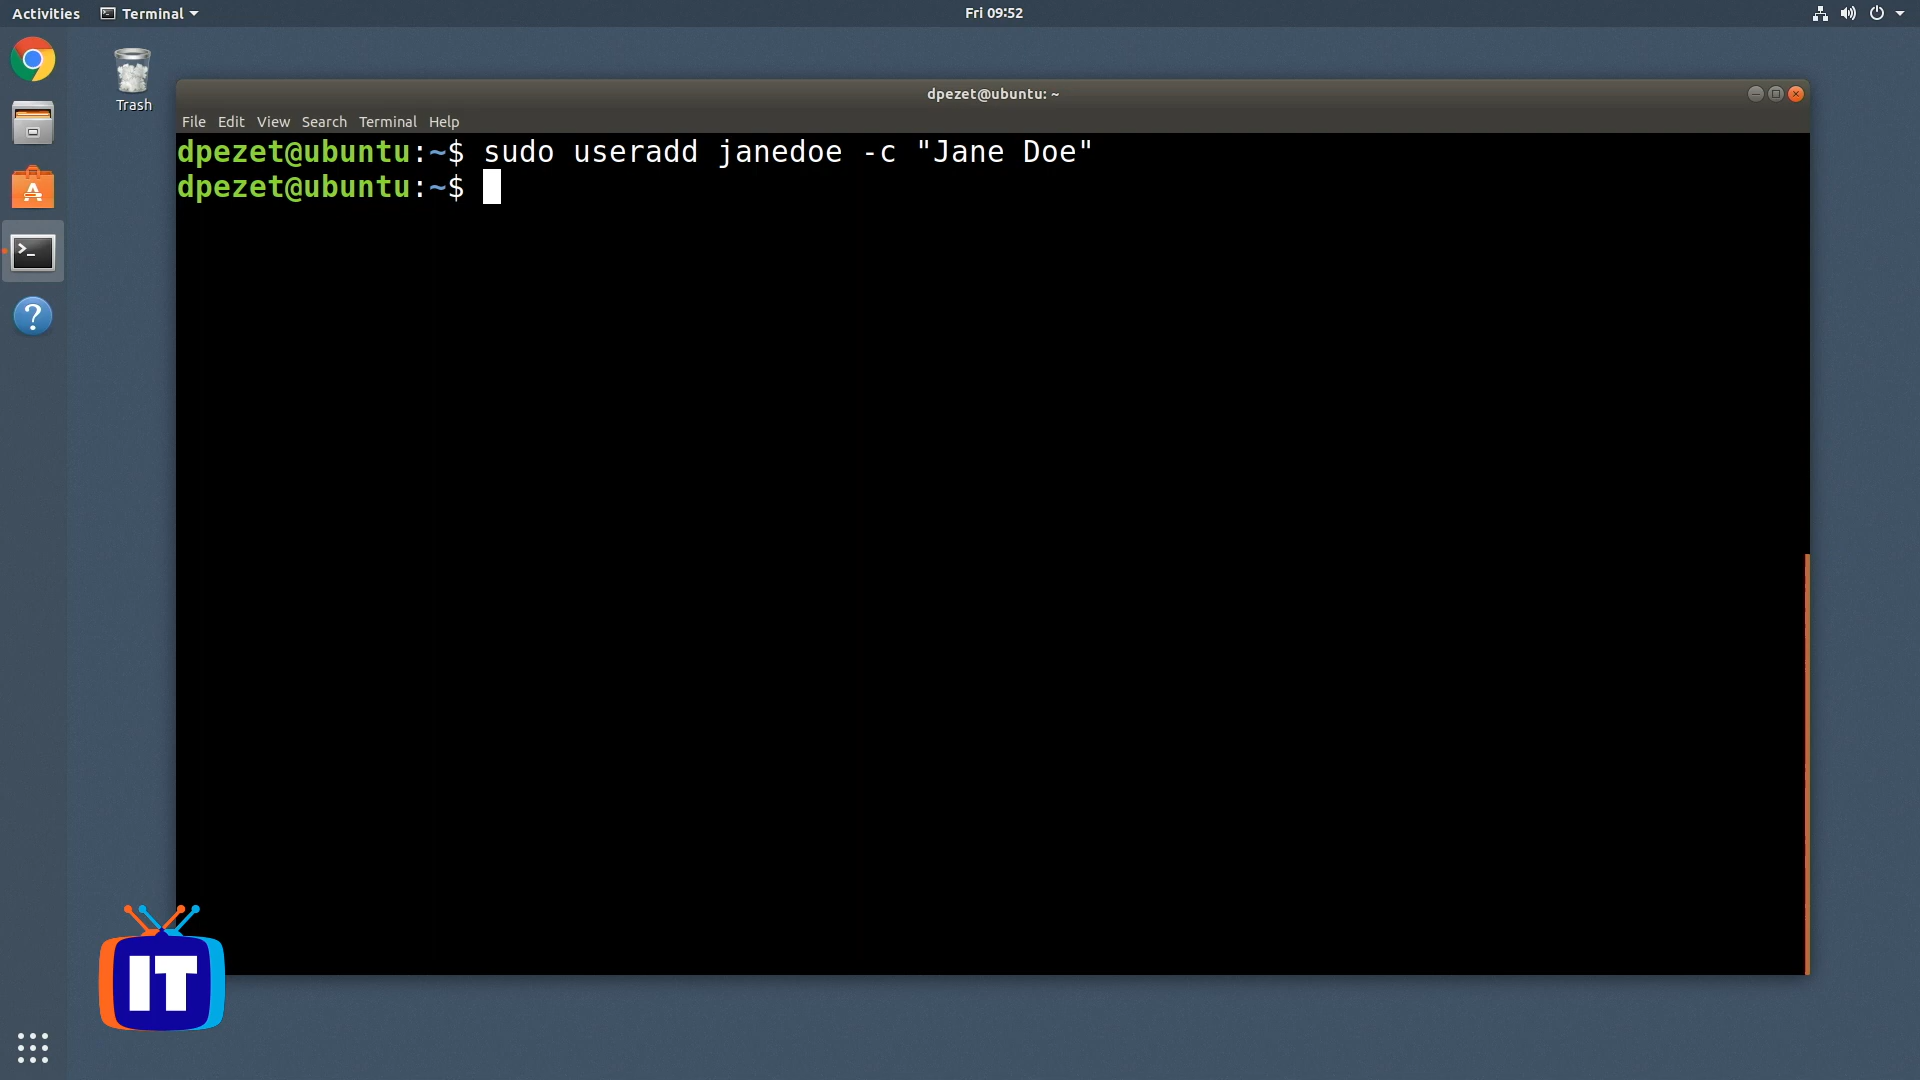 Activities Terminal Fri 09:52
Trash
dpezet@ubuntu: ~
File Edit View Search Terminal Help
dpezet@ubuntu:~$ sudo useradd janedoe -c "Jane Doe"
dpezet@ubuntu:~$
IT